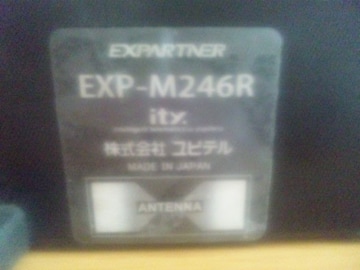 EXPARTNER
EXP-M246R
ity.
株式会社 ユピテル
MADE IN JAPAN
ANTENNA